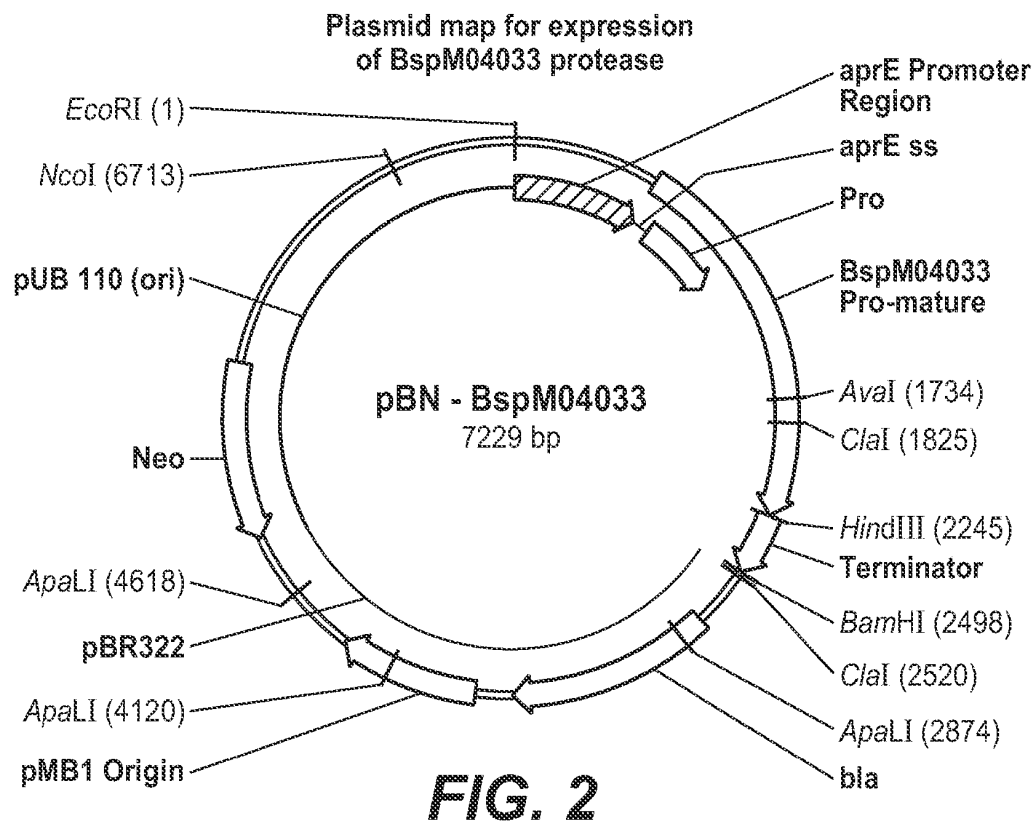 Plasmid map for expression
of BspM04033 protease
aprE Promoter
Region
aprE ss
Pro
BspM04033
Pro-mature
AvaI (1734)
ClaI (1825)
HindIII (2245)
Terminator
BamHI (2498)
ClaI (2520)
ApaLI (2874)
bla
EcoRI (1)
NcoI (6713)
pUB 110 (ori)
Neo
ApaLI (4618)
pBR322
ApaLI (4120)
pMB1 Origin
pBN - BspM04033
7229 bp
FIG. 2